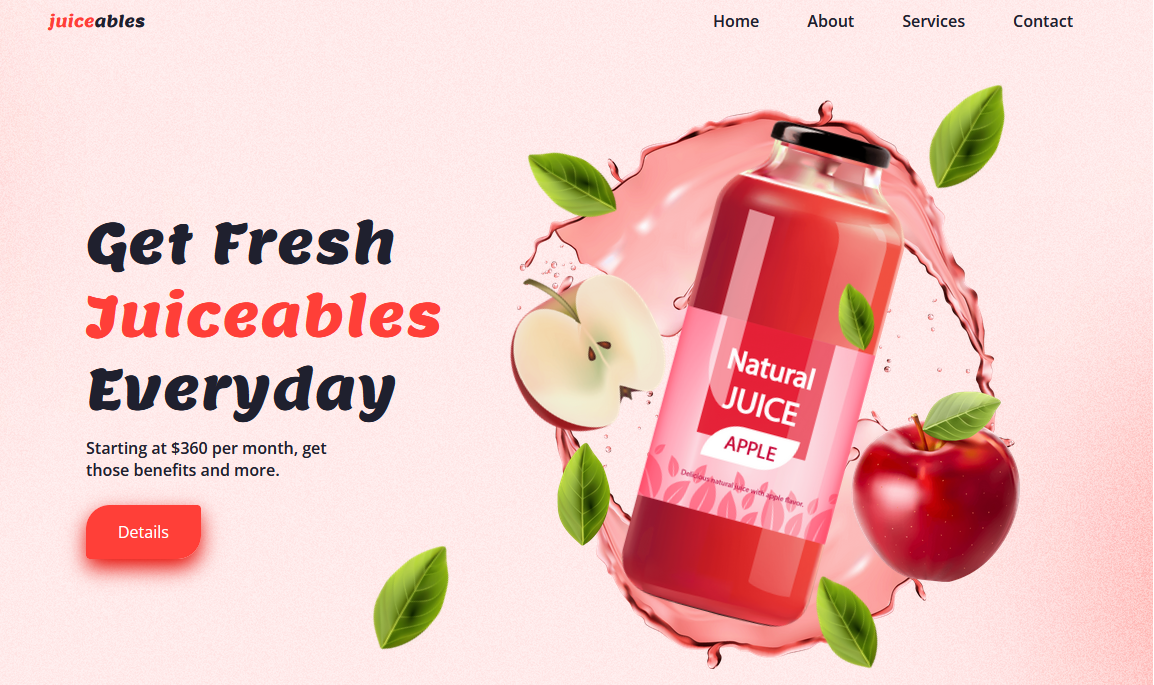 juiceables
Home About Services Contact
Get Fresh
Juiceables
Everyday
Starting at $360 per month, get
those benefits and more.
Details
Natural
JUICE
APPLE
Delicious natural juice with apple flavor.